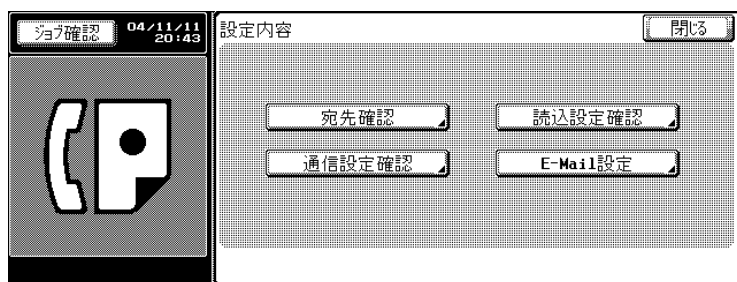 ジョブ確認
04/11/11
20:43
設定内容
閉じる
宛先確認
読込設定確認
通信設定確認
E-Mail設定